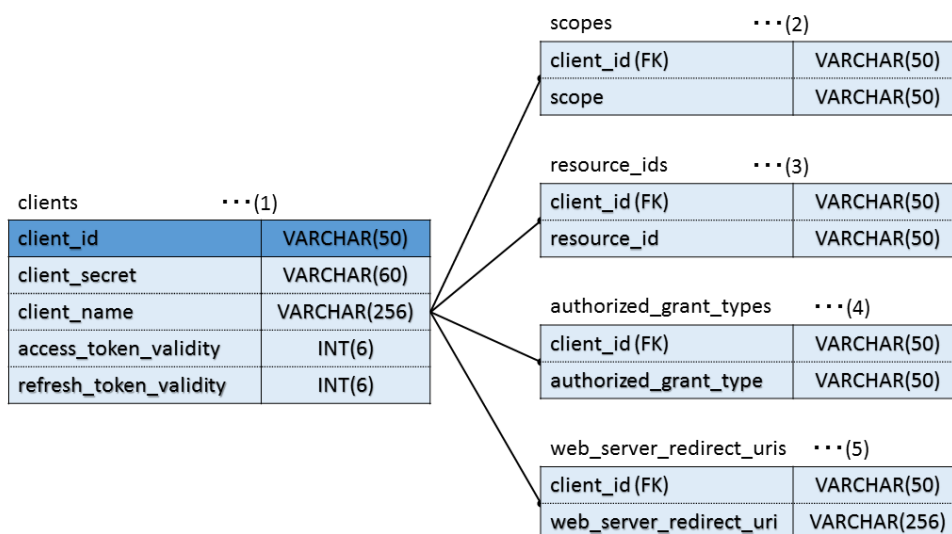 scopes ・・・(2)
client_id (FK) VARCHAR(50)
scope VARCHAR(50)
resource_ids ・・・(3)
client_id (FK) VARCHAR(50)
resource_id VARCHAR(50)
clients ・・・(1)
client_id VARCHAR(50)
client_secret VARCHAR(60)
client_name VARCHAR(256)
access_token_validity INT(6)
refresh_token_validity INT(6)
authorized_grant_types ・・・(4)
client_id (FK) VARCHAR(50)
authorized_grant_type VARCHAR(50)
web_server_redirect_uris ・・・(5)
client_id (FK) VARCHAR(50)
web_server_redirect_uri VARCHAR(256)